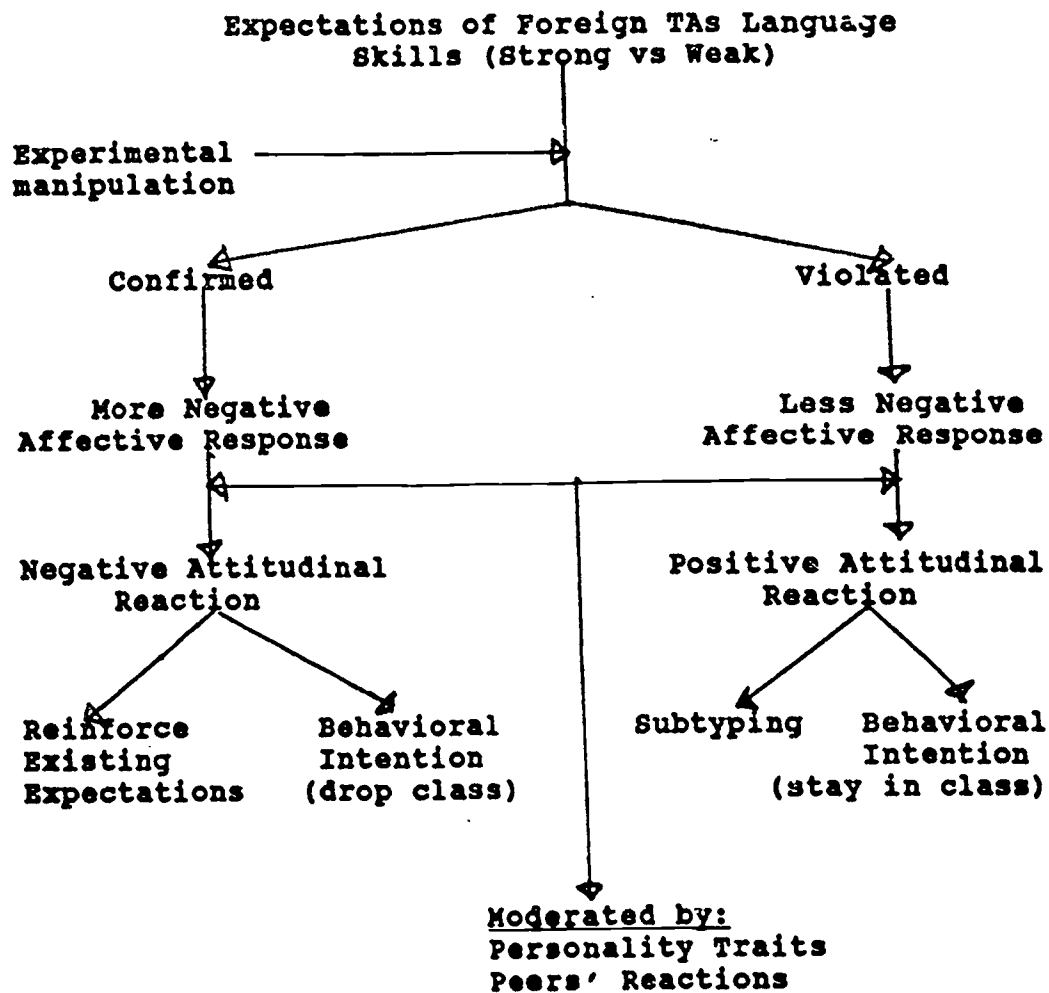 Expectations of Foreign TAs Language
Skills (Strong vs Weak)
Experimental
manipulation
Confirmed
Violated
More Negative
Affective Response
Less Negative
Affective Response
Negative Attitudinal
Reaction
Positive Attitudinal
Reaction
Reinforce
Existing
Expectations
Behavioral
Intention
(drop class)
Subtyping
Behavioral
Intention
(stay in class)
Moderated by:
Personality Traits
Peers' Reactions